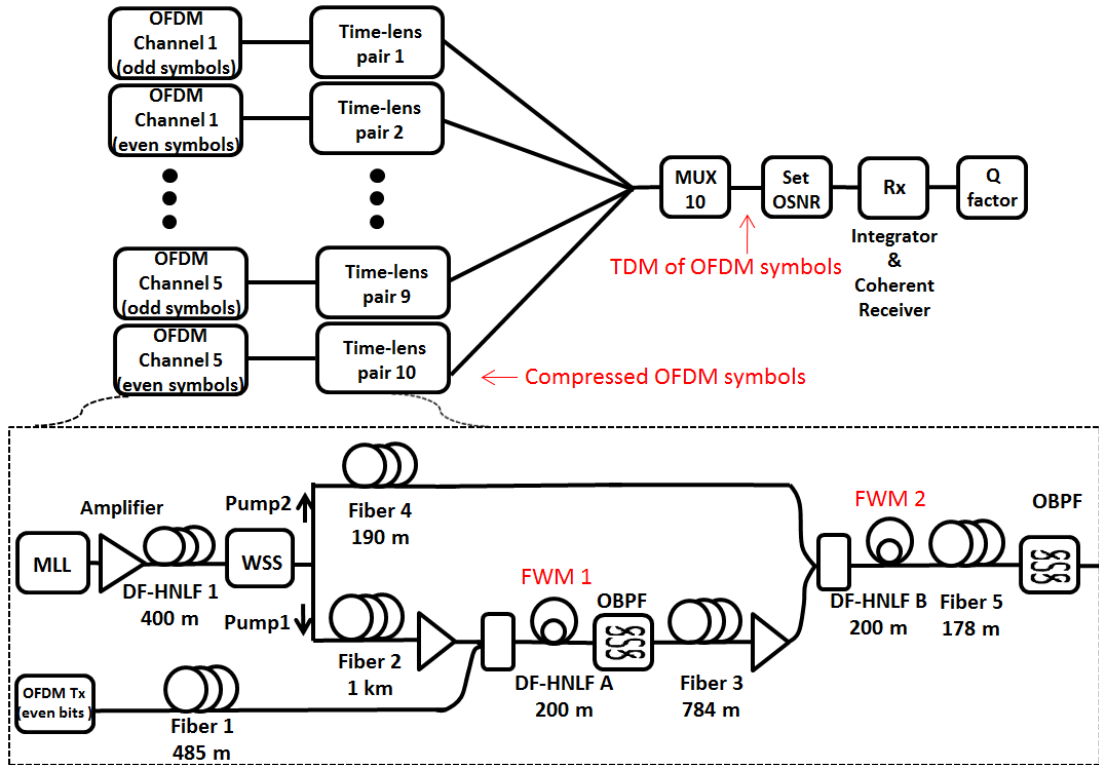 OFDM
Channel 1
(odd symbols)
Time-lens
pair 1
OFDM
Channel 1
(even symbols)
Time-lens
pair 2
MUX
10
Set
OSNR
Rx
Q
factor
Integrator
&
Coherent
Receiver
TDM of OFDM symbols
OFDM
Channel 5
(odd symbols)
Time-lens
pair 9
OFDM
Channel 5
(even symbols)
Time-lens
pair 10
Compressed OFDM symbols
Amplifier
MLL
DF-HNLF 1
400 m
WSS
Pump2
Pump1
Fiber 4
190 m
Fiber 2
1 km
FWM 1
DF-HNLF A
200 m
OBPF
Fiber 3
784 m
FWM 2
DF-HNLF B
200 m
Fiber 5
178 m
OBPF
OFDM Tx
(even bits)
Fiber 1
485 m